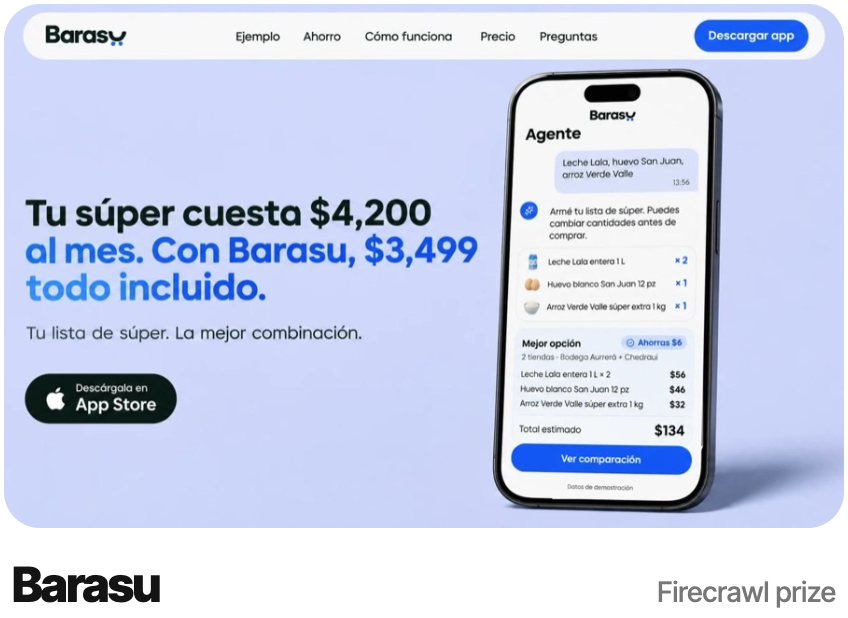 Barasu
Ejemplo Ahorro Cómo funciona Precio Preguntas
Descargar app
Tu súper cuesta $4,200
al mes. Con Barasu, $3,499
todo incluido.
Tu lista de súper. La mejor combinación.
Descárgala en
App Store
Barasu
Agente
Leche Lala, huevo San Juan,
arroz Verde Valle
13:56
Armé tu lista de súper. Puedes
cambiar cantidades antes de
comprar.
Leche Lala entera 1 L × 2
Huevo blanco San Juan 12 pz × 1
Arroz Verde Valle súper extra 1 kg × 1
Mejor opción Ahorras $6
2 tiendas · Bodega Aurrerá + Chedraui
Leche Lala entera 1 L × 2 $56
Huevo blanco San Juan 12 pz $46
Arroz Verde Valle súper extra 1 kg $32
Total estimado $134
Ver comparación
Datos de demostración
Barasu
Firecrawl prize